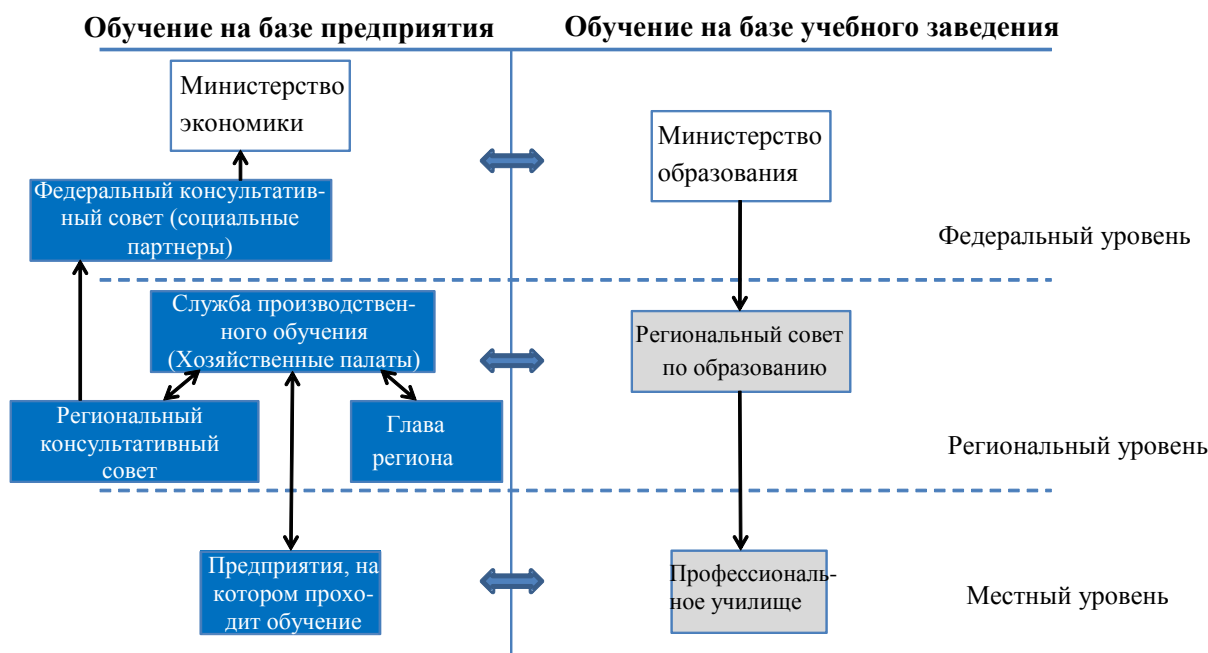 Обучение на базе предприятия
Обучение на базе учебного заведения
Министерство
экономики
Министерство
образования
Федеральный консультатив-
ный совет (социальные
партнеры)
Федеральный уровень
Служба производствен-
ного обучения
(Хозяйственные палаты)
Региональный совет
по образованию
Региональный
консультативный
совет
Глава
региона
Региональный уровень
Предприятия, на
котором прохо-
дит обучение
Профессиональ-
ное училище
Местный уровень